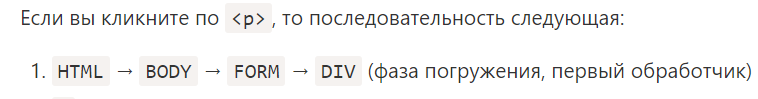 Если вы кликните по <p>, то последовательность следующая:
1. HTML → BODY → FORM → DIV (фаза погружения, первый обработчик)